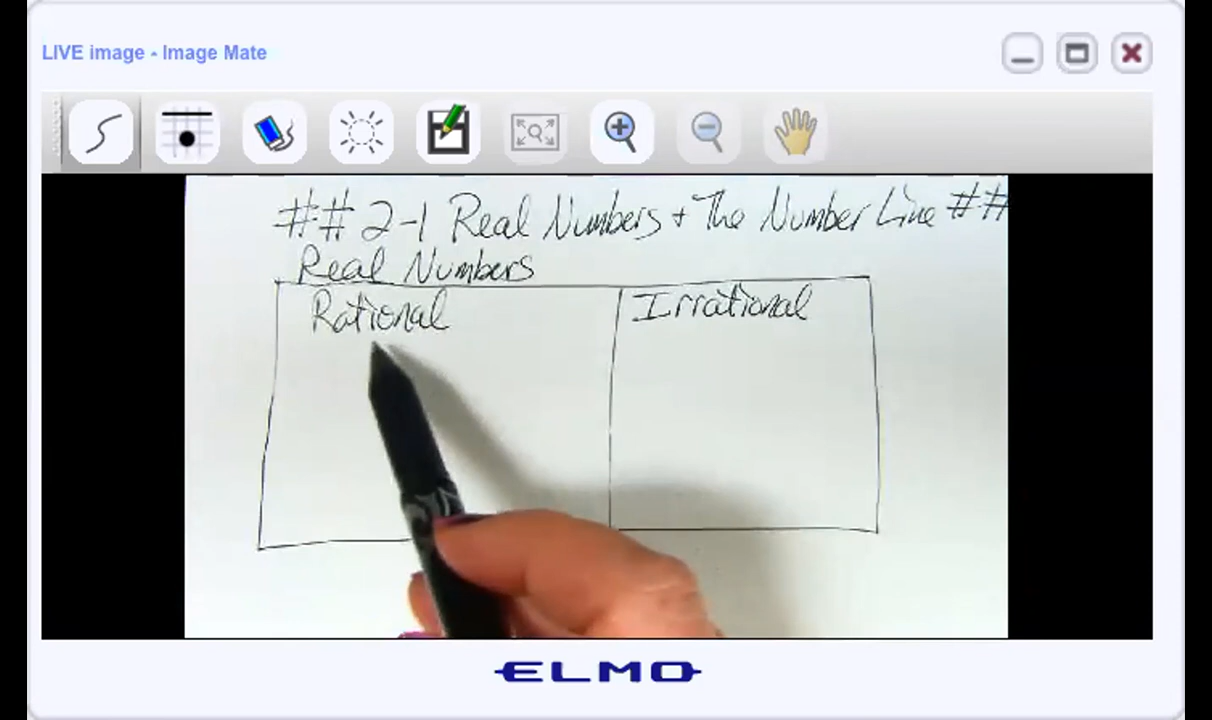 LIVE image - Image Mate
## 2-1 Real Numbers + The Number Line ##
Real Numbers
Rational
Irrational
ELMO